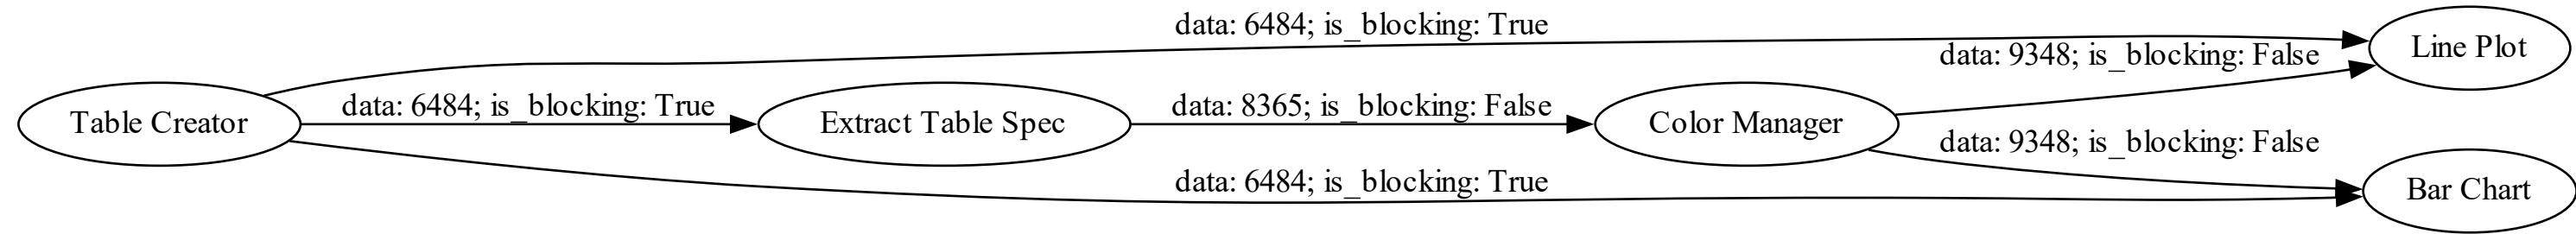 data: 6484; is_blocking: True
Line Plot
data: 9348; is_blocking: False
Table Creator
data: 6484; is_blocking: True
Extract Table Spec
data: 8365; is_blocking: False
Color Manager
data: 9348; is_blocking: False
data: 6484; is_blocking: True
Bar Chart